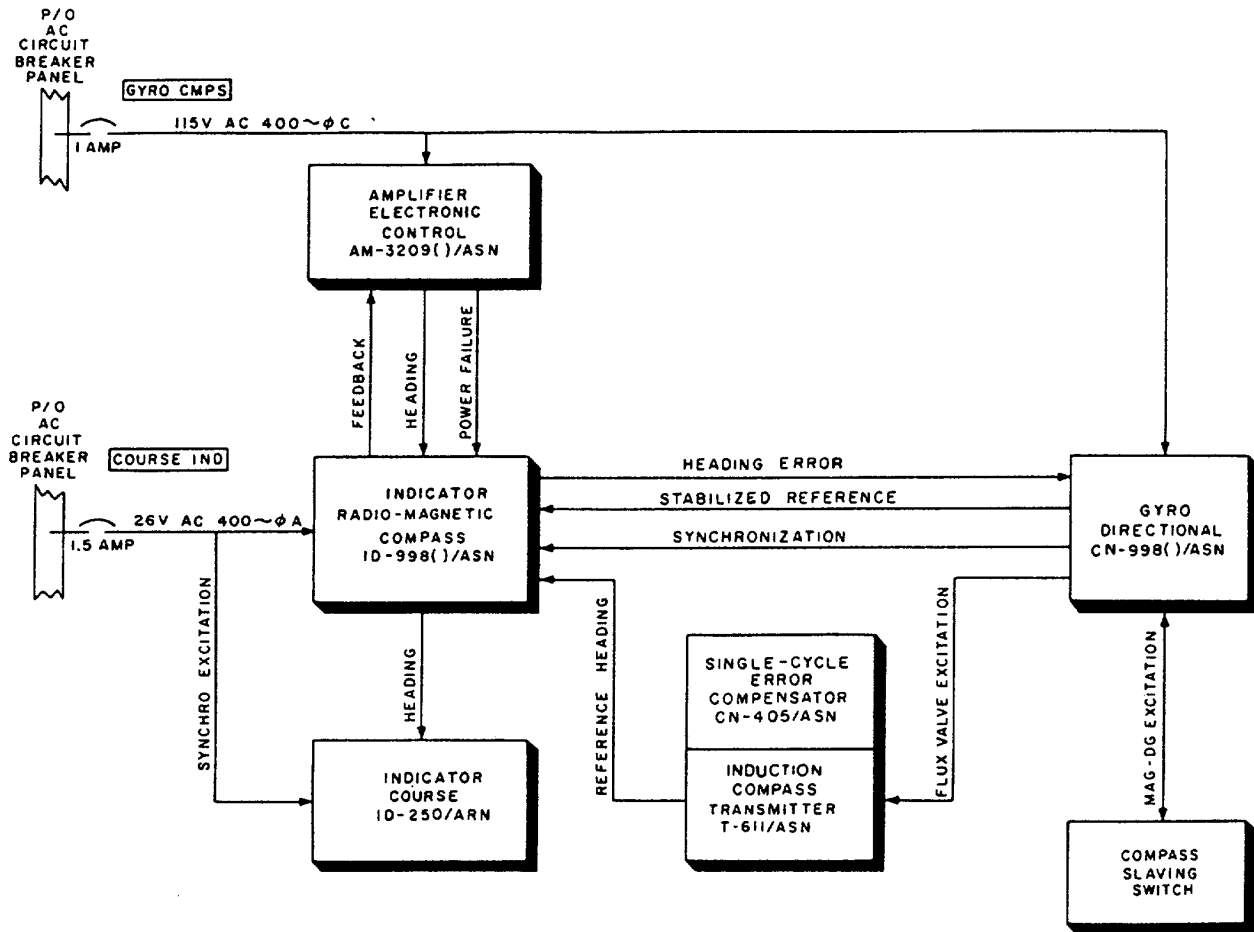 P/O
AC
CIRCUIT
BREAKER
PANEL
GYRO CMPS
115V AC 400~ΦC
1 AMP
AMPLIFIER
ELECTRONIC
CONTROL
AM-3209( )/ASN
FEEDBACK
HEADING
POWER FAILURE
P/O
AC
CIRCUIT
BREAKER
PANEL
COURSE IND
26V AC 400~ΦA
1.5 AMP
INDICATOR
RADIO-MAGNETIC
COMPASS
ID-998( )/ASN
HEADING ERROR
STABILIZED REFERENCE
SYNCHRONIZATION
GYRO
DIRECTIONAL
CN-998( )/ASN
SYNCHRO EXCITATION
HEADING
REFERENCE HEADING
SINGLE-CYCLE
ERROR
COMPENSATOR
CN-405/ASN
INDUCTION
COMPASS
TRANSMITTER
T-611/ASN
FLUX VALVE EXCITATION
MAG-DG EXCITATION
INDICATOR
COURSE
ID-250/ARN
COMPASS
SLAVING
SWITCH